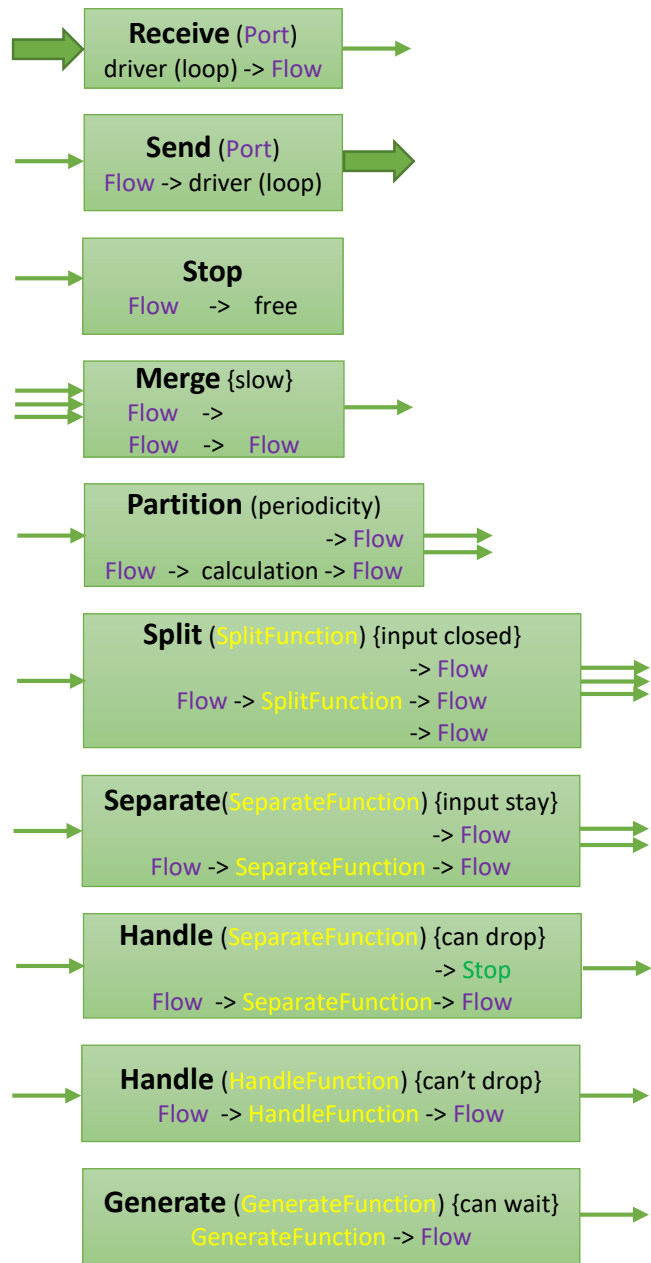 Receive (Port)
driver (loop) -> Flow
Send (Port)
Flow -> driver (loop)
Stop
Flow -> free
Merge {slow}
Flow ->
Flow -> Flow
Partition (periodicity)
-> Flow
Flow -> calculation -> Flow
Split (SplitFunction) {input closed}
-> Flow
Flow -> SplitFunction -> Flow
-> Flow
Separate(SeparateFunction) {input stay}
-> Flow
Flow -> SeparateFunction -> Flow
Handle (SeparateFunction) {can drop}
-> Stop
Flow -> SeparateFunction-> Flow
Handle (HandleFunction) {can’t drop}
Flow -> HandleFunction -> Flow
Generate (GenerateFunction) {can wait}
GenerateFunction -> Flow